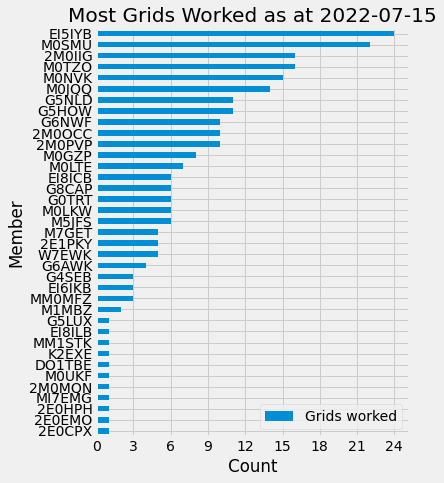 Most Grids Worked as at 2022-07-15
EI5IYB
M0SMU
2M0IIG
M0TZO
M0NVK
M0JQQ
G5NLD
G5HOW
G6NWF
2M0OCC
2M0PVP
M0GZP
M0LTE
EI8ICB
G8CAP
G0TRT
M0LKW
M5JFS
M7GET
2E1PKY
W7EWK
G6AWK
G4SEB
EI6IKB
MM0MFZ
M1MBZ
G5LUX
EI8ILB
MM1STK
K2EXE
DO1TBE
M0UKF
2M0MON
MI7EMG
2E0HPH
2E0EMO
2E0CPX
Member
Grids worked
0 3 6 9 12 15 18 21 24
Count